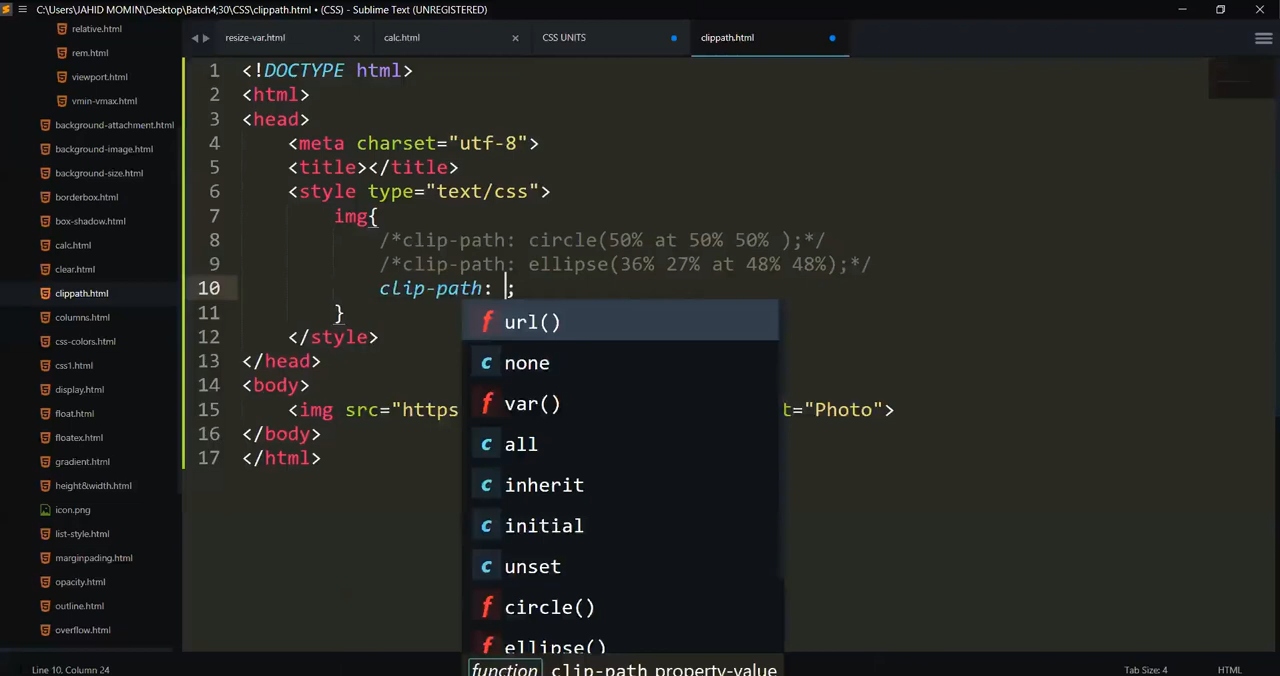 C:\Users\JAHID MOMIN\Desktop\Batch4;30\CSS\clippath.html • (CSS) - Sublime Text (UNREGISTERED)
resize-var.html
calc.html
CSS UNITS
clippath.html
relative.html
rem.html
viewport.html
vmin-vmax.html
background-attachment.html
background-image.html
background-size.html
borderbox.html
box-shadow.html
calc.html
clear.html
clippath.html
columns.html
css-colors.html
css1.html
display.html
float.html
floatex.html
gradient.html
height&width.html
icon.png
list-style.html
marginpading.html
opacity.html
outline.html
overflow.html
1 <!DOCTYPE html>
2 <html>
3 <head>
4 <meta charset="utf-8">
5 <title></title>
6 <style type="text/css">
7 img{
8 /*clip-path: circle(50% at 50% 50% );*/
9 /*clip-path: ellipse(36% 27% at 48% 48%);*/
10 clip-path: ;
11 }
12 </style>
13 </head>
14 <body>
15 <img src="https t="Photo">
16 </body>
17 </html>
f url()
c none
f var()
c all
c inherit
c initial
c unset
f circle()
f ellipse()
function clip-path property-value
Line 10, Column 24
Tab Size: 4
HTML